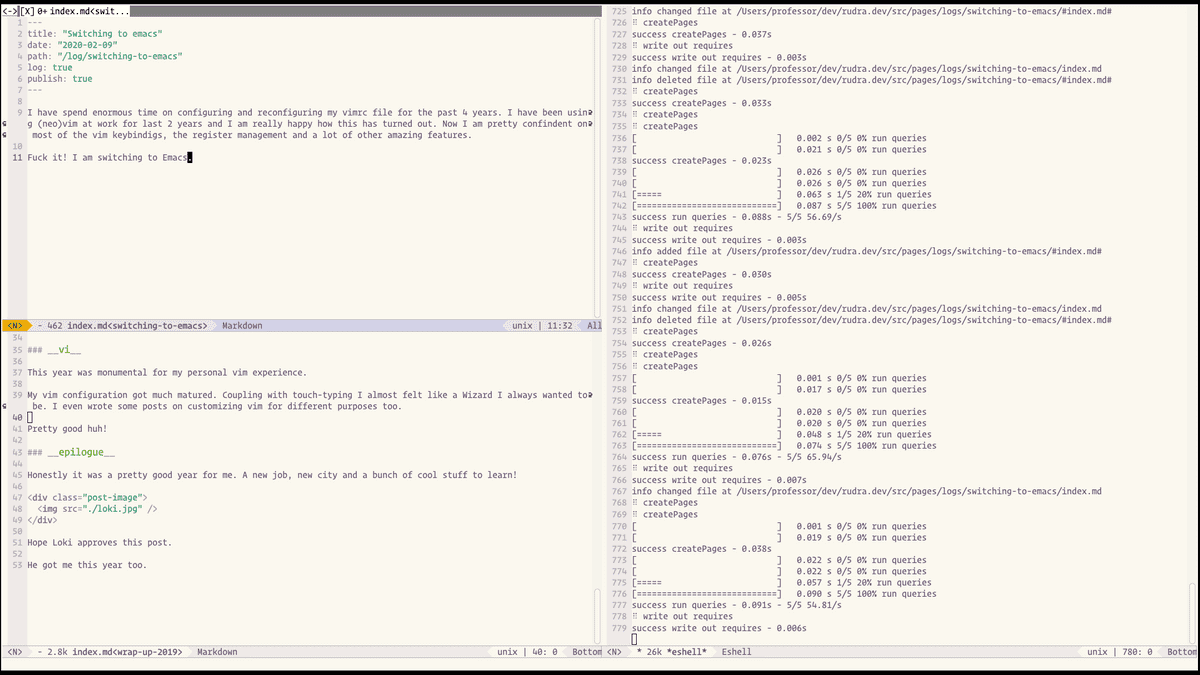 <->[X] 0+ index.md<swit...
1 ---
2 title: "Switching to emacs"
3 date: "2020-02-09"
4 path: "/log/switching-to-emacs"
5 log: true
6 publish: true
7 ---
8
9 I have spend enormous time on configuring and reconfiguring my vimrc file for the past 4 years. I have been usin
g (neo)vim at work for last 2 years and I am really happy how this has turned out. Now I am pretty confindent on
most of the vim keybindigs, the register management and a lot of other amazing features.
10
11 Fuck it! I am switching to Emacs.
<N> - 462 index.md<switching-to-emacs> Markdown unix | 11:32 All
34
35 ### __vi__
36
37 This year was monumental for my personal vim experience.
38
39 My vim configuration got much matured. Coupling with touch-typing I almost felt like a Wizard I always wanted to
be. I even wrote some posts on customizing vim for different purposes too.
40
41 Pretty good huh!
42
43 ### __epilogue__
44
45 Honestly it was a pretty good year for me. A new job, new city and a bunch of cool stuff to learn!
46
47 <div class="post-image">
48 <img src="./loki.jpg" />
49 </div>
50
51 Hope Loki approves this post.
52
53 He got me this year too.
<N> - 2.8k index.md<wrap-up-2019> Markdown unix | 40: 0 Bottom
725 info changed file at /Users/professor/dev/rudra.dev/src/pages/logs/switching-to-emacs/#index.md#
726 ⠿ createPages
727 success createPages - 0.037s
728 ⠿ write out requires
729 success write out requires - 0.003s
730 info changed file at /Users/professor/dev/rudra.dev/src/pages/logs/switching-to-emacs/index.md
731 info deleted file at /Users/professor/dev/rudra.dev/src/pages/logs/switching-to-emacs/#index.md#
732 ⠿ createPages
733 success createPages - 0.033s
734 ⠿ createPages
735 ⠿ createPages
736 [ ] 0.002 s 0/5 0% run queries
737 [ ] 0.021 s 0/5 0% run queries
738 success createPages - 0.023s
739 [ ] 0.026 s 0/5 0% run queries
740 [ ] 0.026 s 0/5 0% run queries
741 [===== ] 0.063 s 1/5 20% run queries
742 [============================] 0.087 s 5/5 100% run queries
743 success run queries - 0.088s - 5/5 56.69/s
744 ⠿ write out requires
745 success write out requires - 0.003s
746 info added file at /Users/professor/dev/rudra.dev/src/pages/logs/switching-to-emacs/#index.md#
747 ⠿ createPages
748 success createPages - 0.030s
749 ⠿ write out requires
750 success write out requires - 0.005s
751 info changed file at /Users/professor/dev/rudra.dev/src/pages/logs/switching-to-emacs/index.md
752 info deleted file at /Users/professor/dev/rudra.dev/src/pages/logs/switching-to-emacs/#index.md#
753 ⠿ createPages
754 success createPages - 0.026s
755 ⠿ createPages
756 ⠿ createPages
757 [ ] 0.001 s 0/5 0% run queries
758 [ ] 0.017 s 0/5 0% run queries
759 success createPages - 0.015s
760 [ ] 0.020 s 0/5 0% run queries
761 [ ] 0.020 s 0/5 0% run queries
762 [===== ] 0.048 s 1/5 20% run queries
763 [============================] 0.074 s 5/5 100% run queries
764 success run queries - 0.076s - 5/5 65.94/s
765 ⠿ write out requires
766 success write out requires - 0.007s
767 info changed file at /Users/professor/dev/rudra.dev/src/pages/logs/switching-to-emacs/index.md
768 ⠿ createPages
769 ⠿ createPages
770 [ ] 0.001 s 0/5 0% run queries
771 [ ] 0.019 s 0/5 0% run queries
772 success createPages - 0.038s
773 [ ] 0.022 s 0/5 0% run queries
774 [ ] 0.022 s 0/5 0% run queries
775 [===== ] 0.057 s 1/5 20% run queries
776 [============================] 0.090 s 5/5 100% run queries
777 success run queries - 0.091s - 5/5 54.81/s
778 ⠿ write out requires
779 success write out requires - 0.006s
<N> * 26k *eshell* Eshell unix | 780: 0 Bottom